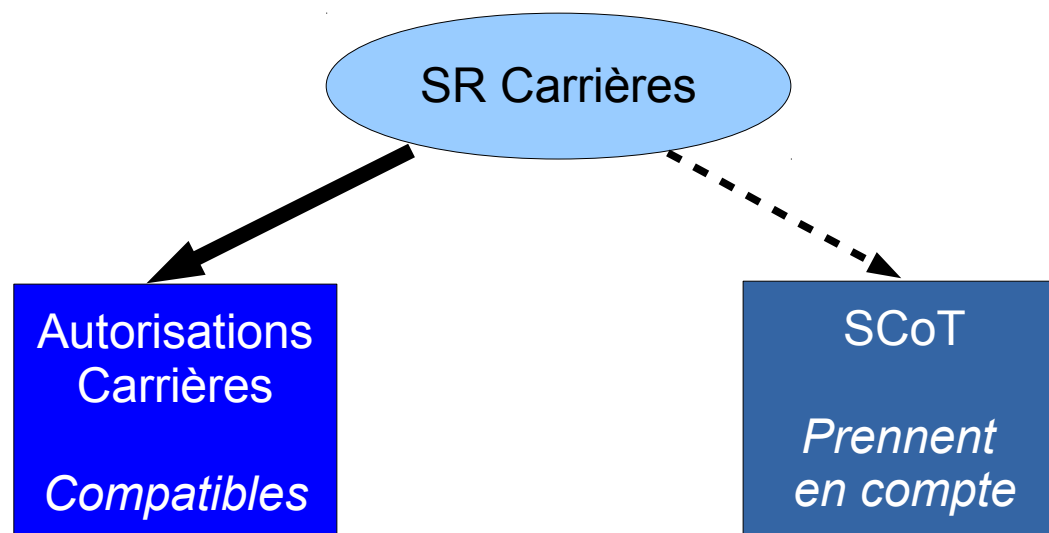 SR Carrières
Autorisations
Carrières
Compatibles
SCoT
Prennent
en compte